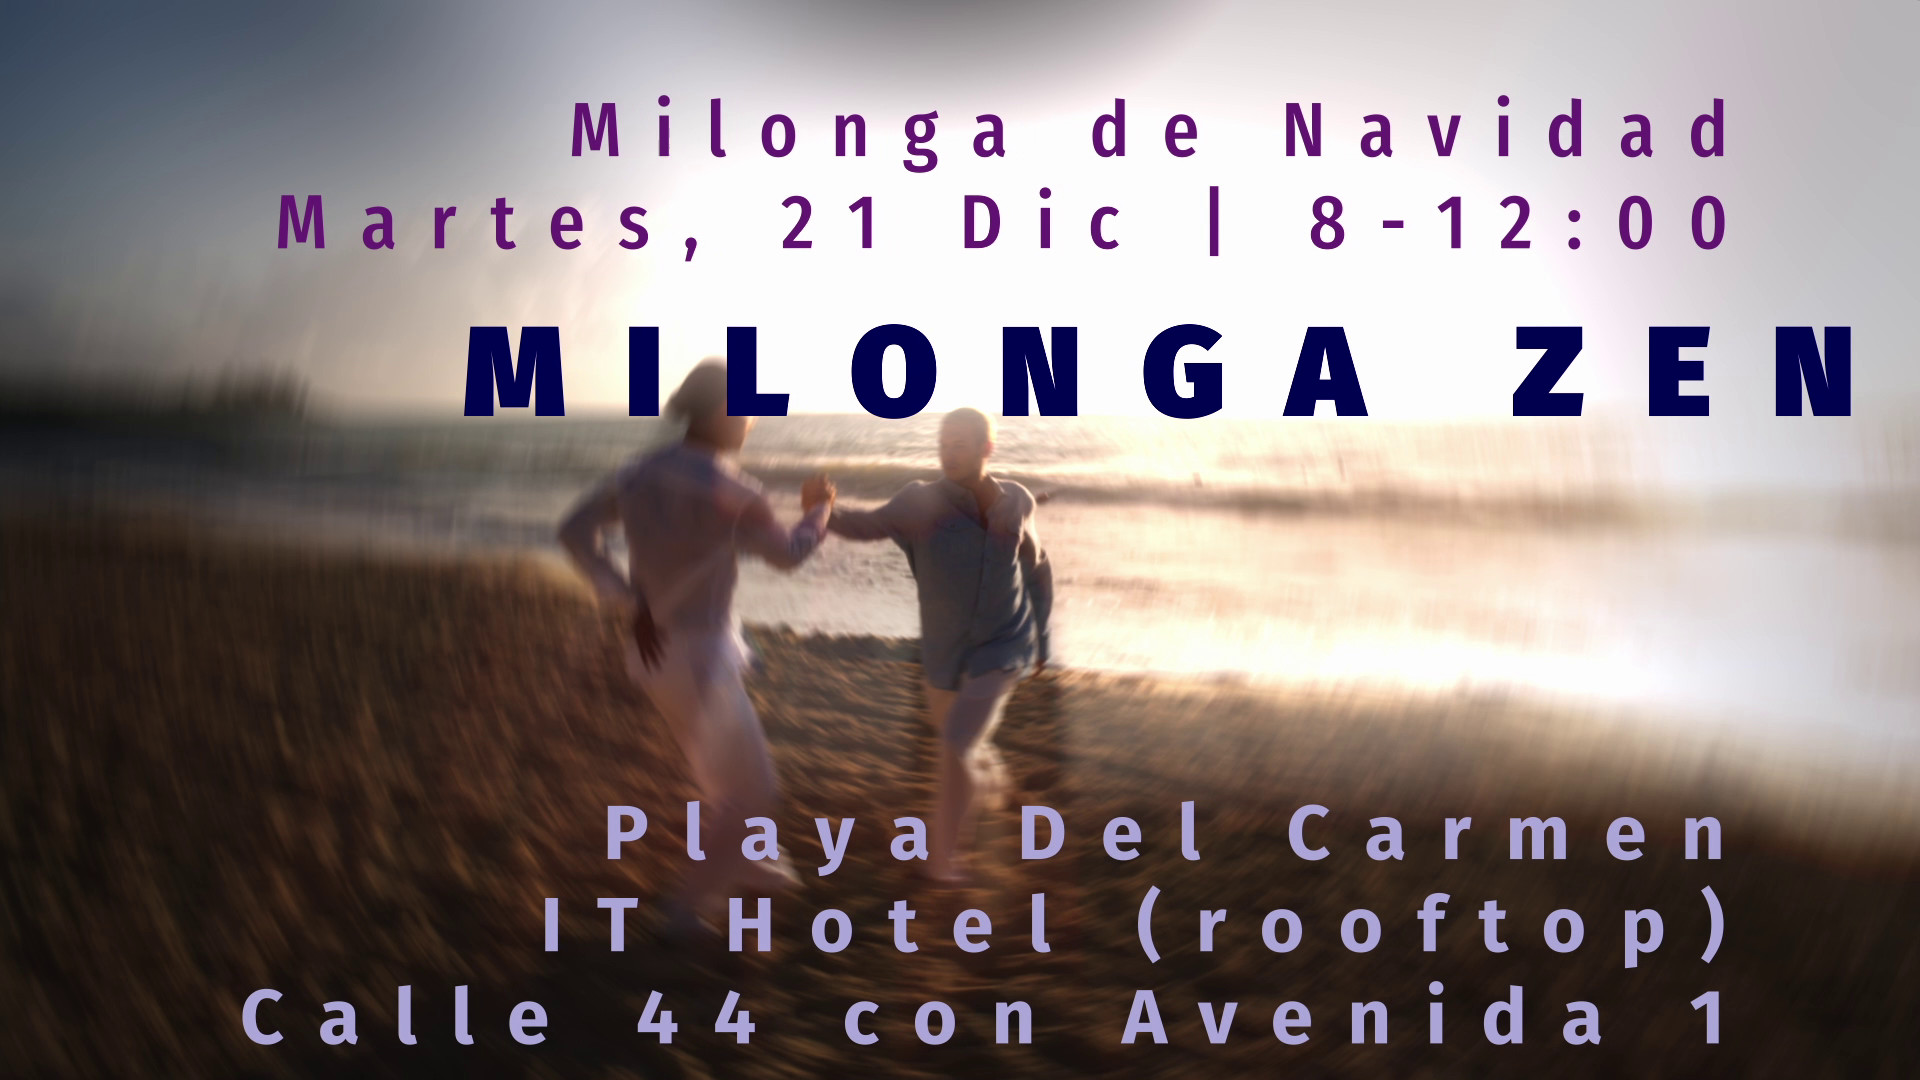 Milonga de Navidad
Martes, 21 Dic | 8-12:00
MILONGA ZEN
Playa Del Carmen
IT Hotel (rooftop)
Calle 44 con Avenida 1